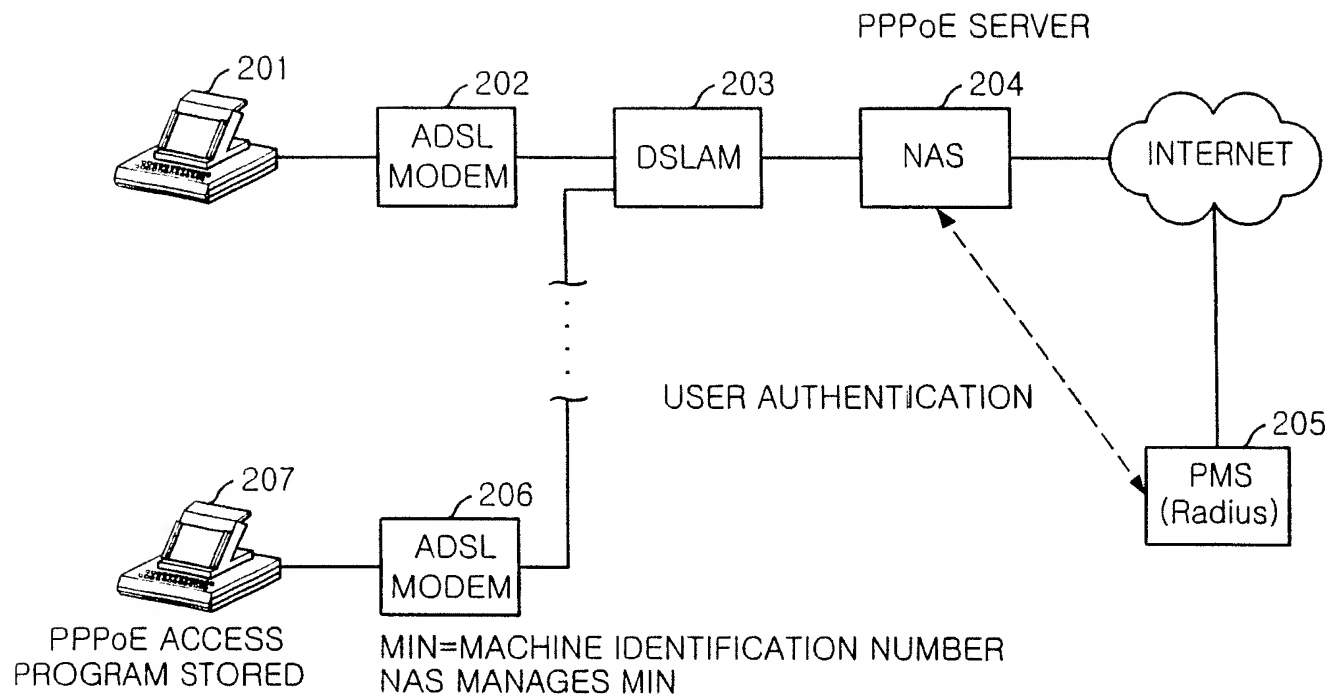 PPPoE SERVER
201
202
203
204
ADSL
MODEM
DSLAM
NAS
INTERNET
USER AUTHENTICATION
205
PMS
(Radius)
207
206
ADSL
MODEM
PPPoE ACCESS
PROGRAM STORED
MIN=MACHINE IDENTIFICATION NUMBER
NAS MANAGES MIN